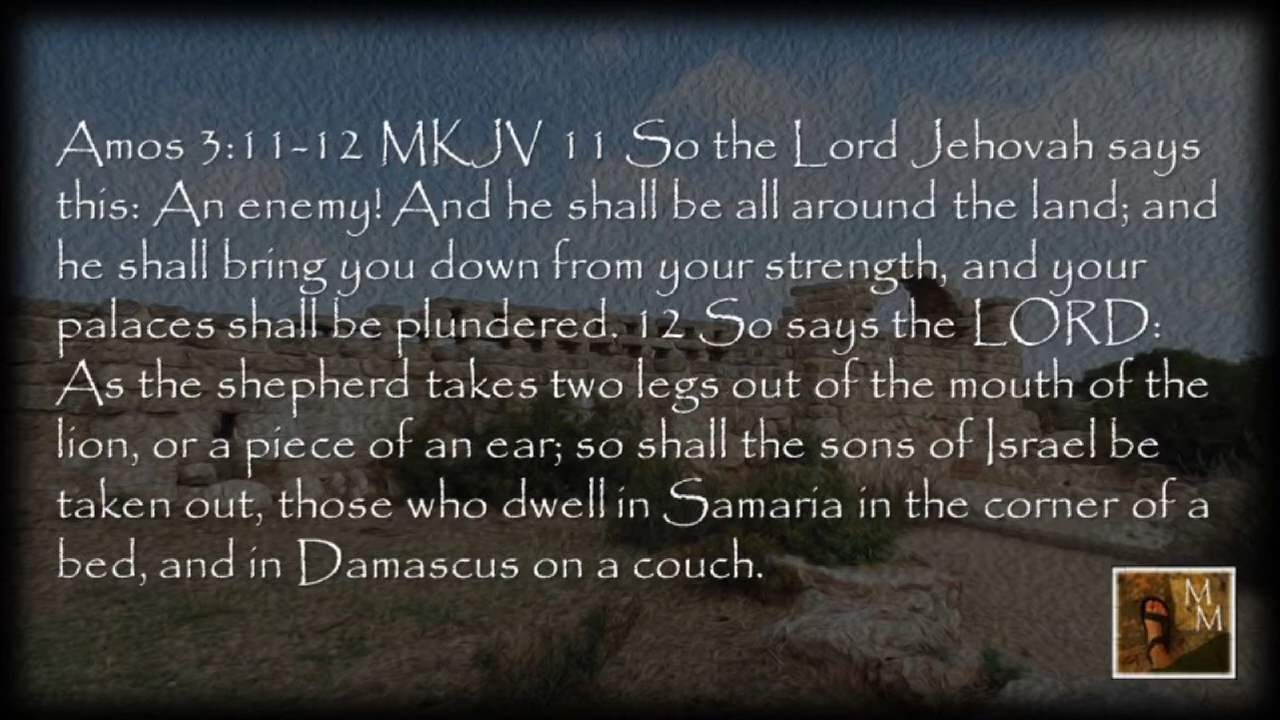 Amos 3:11-12 MKJV 11 So the Lord Jehovah says
this: An enemy! And he shall be all around the land; and
he shall bring you down from your strength, and your
palaces shall be plundered. 12 So says the LORD:
As the shepherd takes two legs out of the mouth of the
lion, or a piece of an ear; so shall the sons of Israel be
taken out, those who dwell in Samaria in the corner of a
bed, and in Damascus on a couch.
M
M